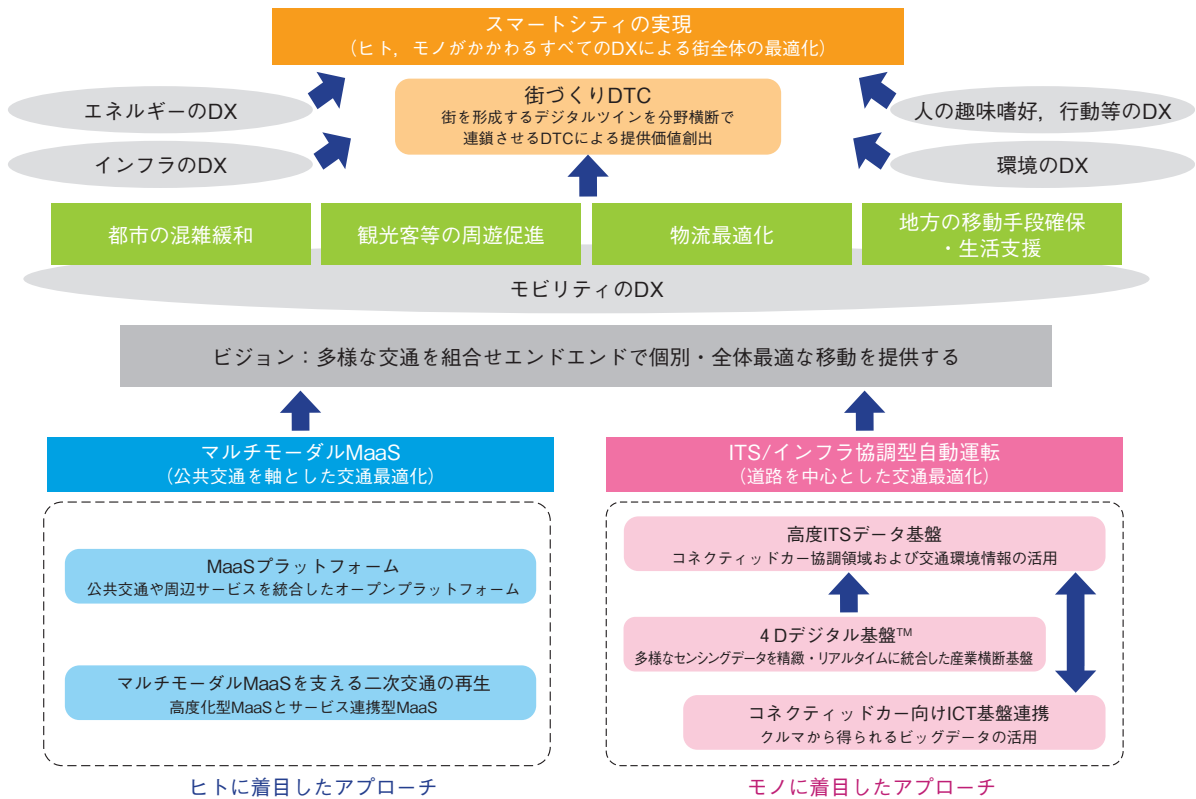 スマートシティの実現
(ヒト，モノがかかわるすべてのDXによる街全体の最適化)
街づくりDTC
街を形成するデジタルツインを分野横断で
連鎖させるDTCによる提供価値創出
エネルギーのDX
インフラのDX
人の趣味嗜好，行動等のDX
環境のDX
都市の混雑緩和
観光客等の周遊促進
物流最適化
地方の移動手段確保
・生活支援
モビリティのDX
ビジョン：多様な交通を組合せエンドエンドで個別・全体最適な移動を提供する
マルチモーダルMaaS
(公共交通を軸とした交通最適化)
MaaSプラットフォーム
公共交通や周辺サービスを統合したオープンプラットフォーム
マルチモーダルMaaSを支える二次交通の再生
高度化型MaaSとサービス連携型MaaS
ヒトに着目したアプローチ
ITS/インフラ協調型自動運転
(道路を中心とした交通最適化)
高度ITSデータ基盤
コネクティッドカー協調領域および交通環境情報の活用
4Dデジタル基盤™
多様なセンシングデータを精緻・リアルタイムに統合した産業横断基盤
コネクティッドカー向けICT基盤連携
クルマから得られるビッグデータの活用
モノに着目したアプローチ